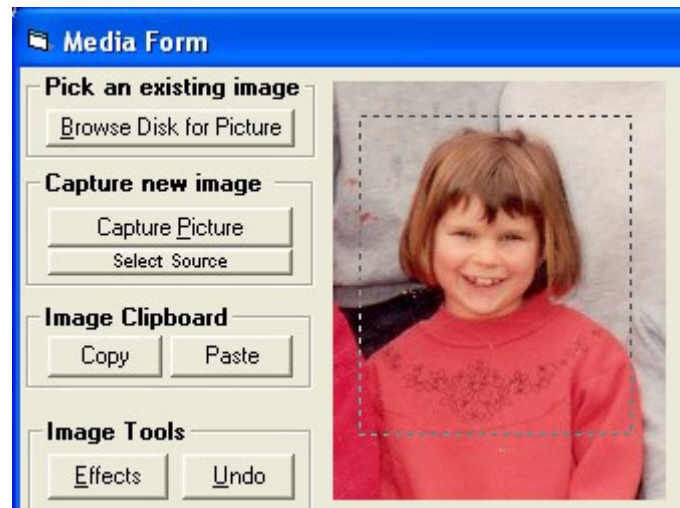 Media Form
Pick an existing image
Browse Disk for Picture
Capture new image
Capture Picture
Select Source
Image Clipboard
Copy Paste
Image Tools
Effects Undo